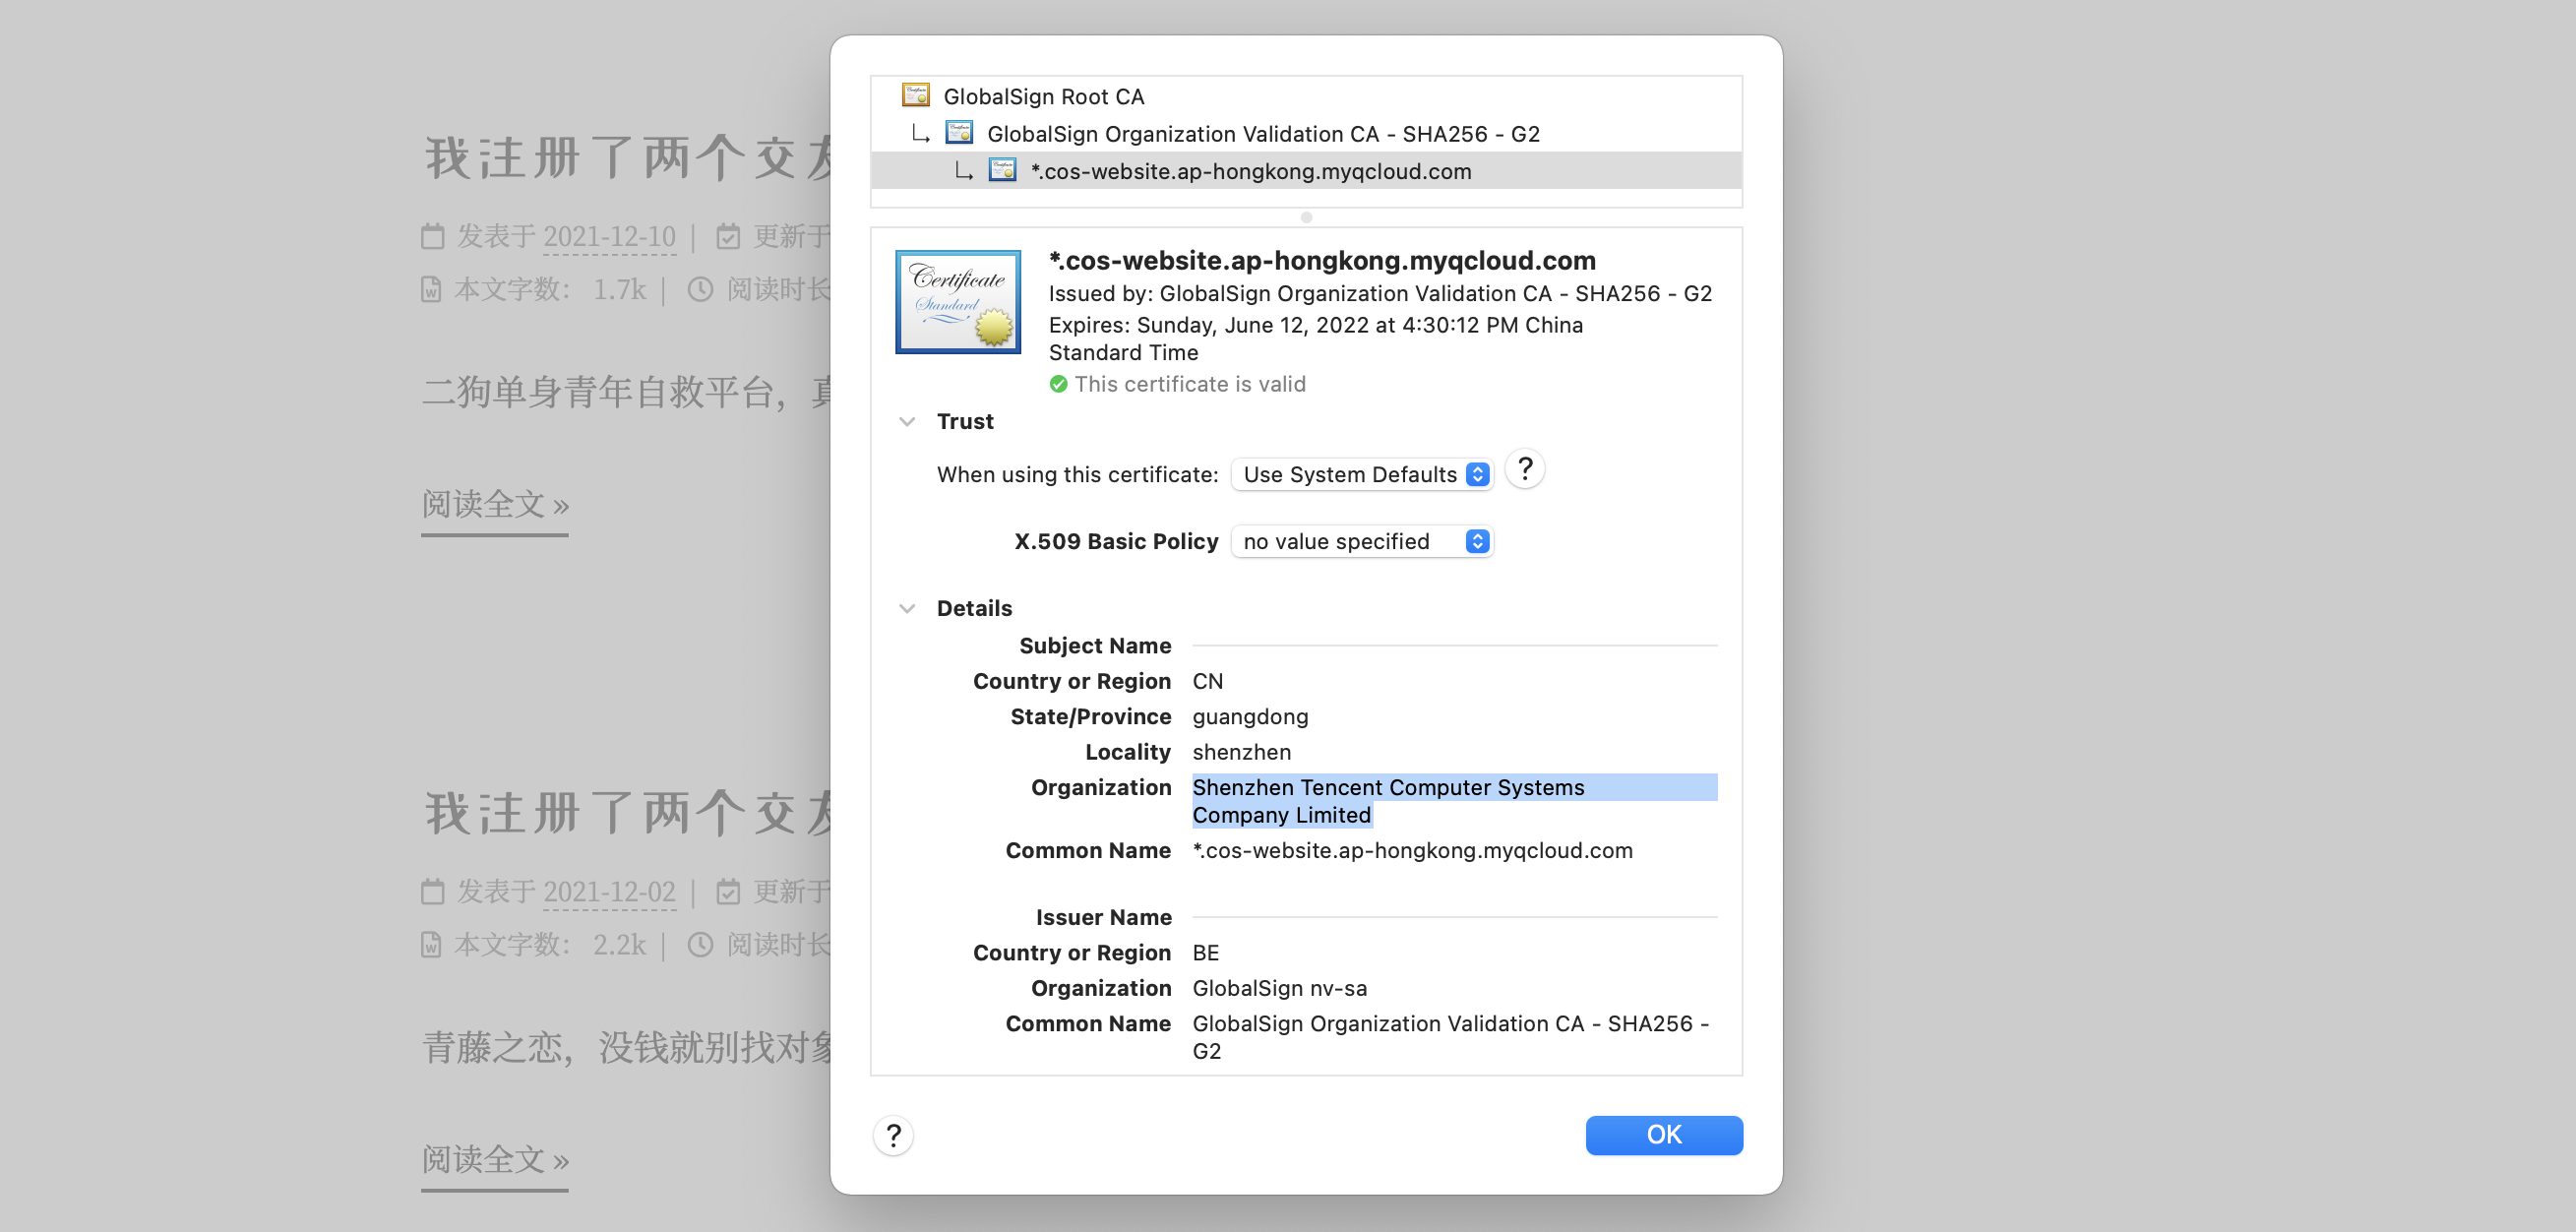 GlobalSign Root CA
GlobalSign Organization Validation CA - SHA256 - G2
*.cos-website.ap-hongkong.myqcloud.com
*.cos-website.ap-hongkong.myqcloud.com
Issued by: GlobalSign Organization Validation CA - SHA256 - G2
Expires: Sunday, June 12, 2022 at 4:30:12 PM China
Standard Time
This certificate is valid
Certificate
Standard
Trust
When using this certificate: Use System Defaults ?
X.509 Basic Policy no value specified
Details
Subject Name
Country or Region CN
State/Province guangdong
Locality shenzhen
Organization Shenzhen Tencent Computer Systems
Company Limited
Common Name *.cos-website.ap-hongkong.myqcloud.com
Issuer Name
Country or Region BE
Organization GlobalSign nv-sa
Common Name GlobalSign Organization Validation CA - SHA256 -
G2
? OK
我注册了两个交友
发表于 2021-12-10 | 更新于
本文字数： 1.7k | 阅读时长
二狗单身青年自救平台，真
阅读全文 »
我注册了两个交友
发表于 2021-12-02 | 更新于
本文字数： 2.2k | 阅读时长
青藤之恋，没钱就别找对象
阅读全文 »